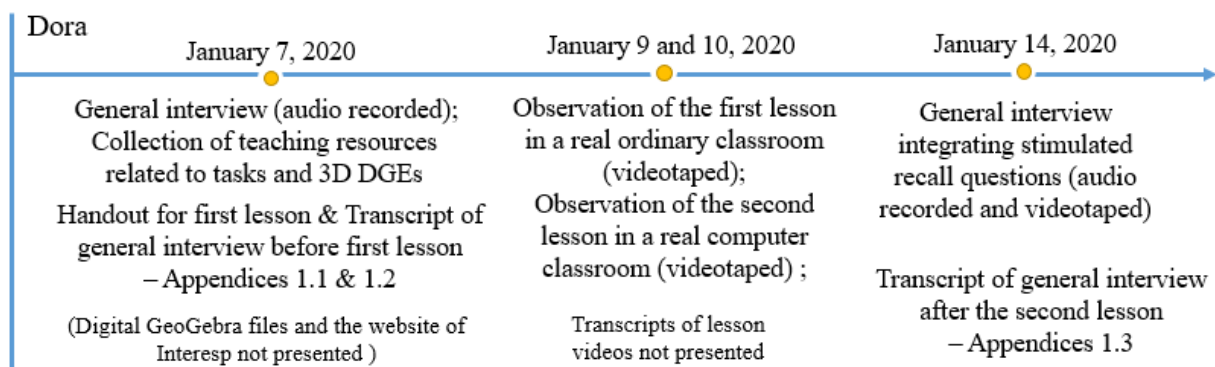 Dora
January 7, 2020
General interview (audio recorded);
Collection of teaching resources
related to tasks and 3D DGEs
Handout for first lesson & Transcript of
general interview before first lesson
– Appendices 1.1 & 1.2
(Digital GeoGebra files and the website of
Interesp not presented )
January 9 and 10, 2020
Observation of the first lesson
in a real ordinary classroom
(videotaped);
Observation of the second
lesson in a real computer
classroom (videotaped) ;
Transcripts of lesson
videos not presented
January 14, 2020
General interview
integrating stimulated
recall questions (audio
recorded and videotaped)
Transcript of general interview
after the second lesson
– Appendices 1.3